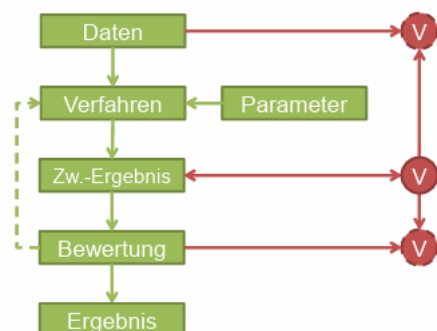 Daten
V
Verfahren
Parameter
Zw.-Ergebnis
V
Bewertung
V
Ergebnis